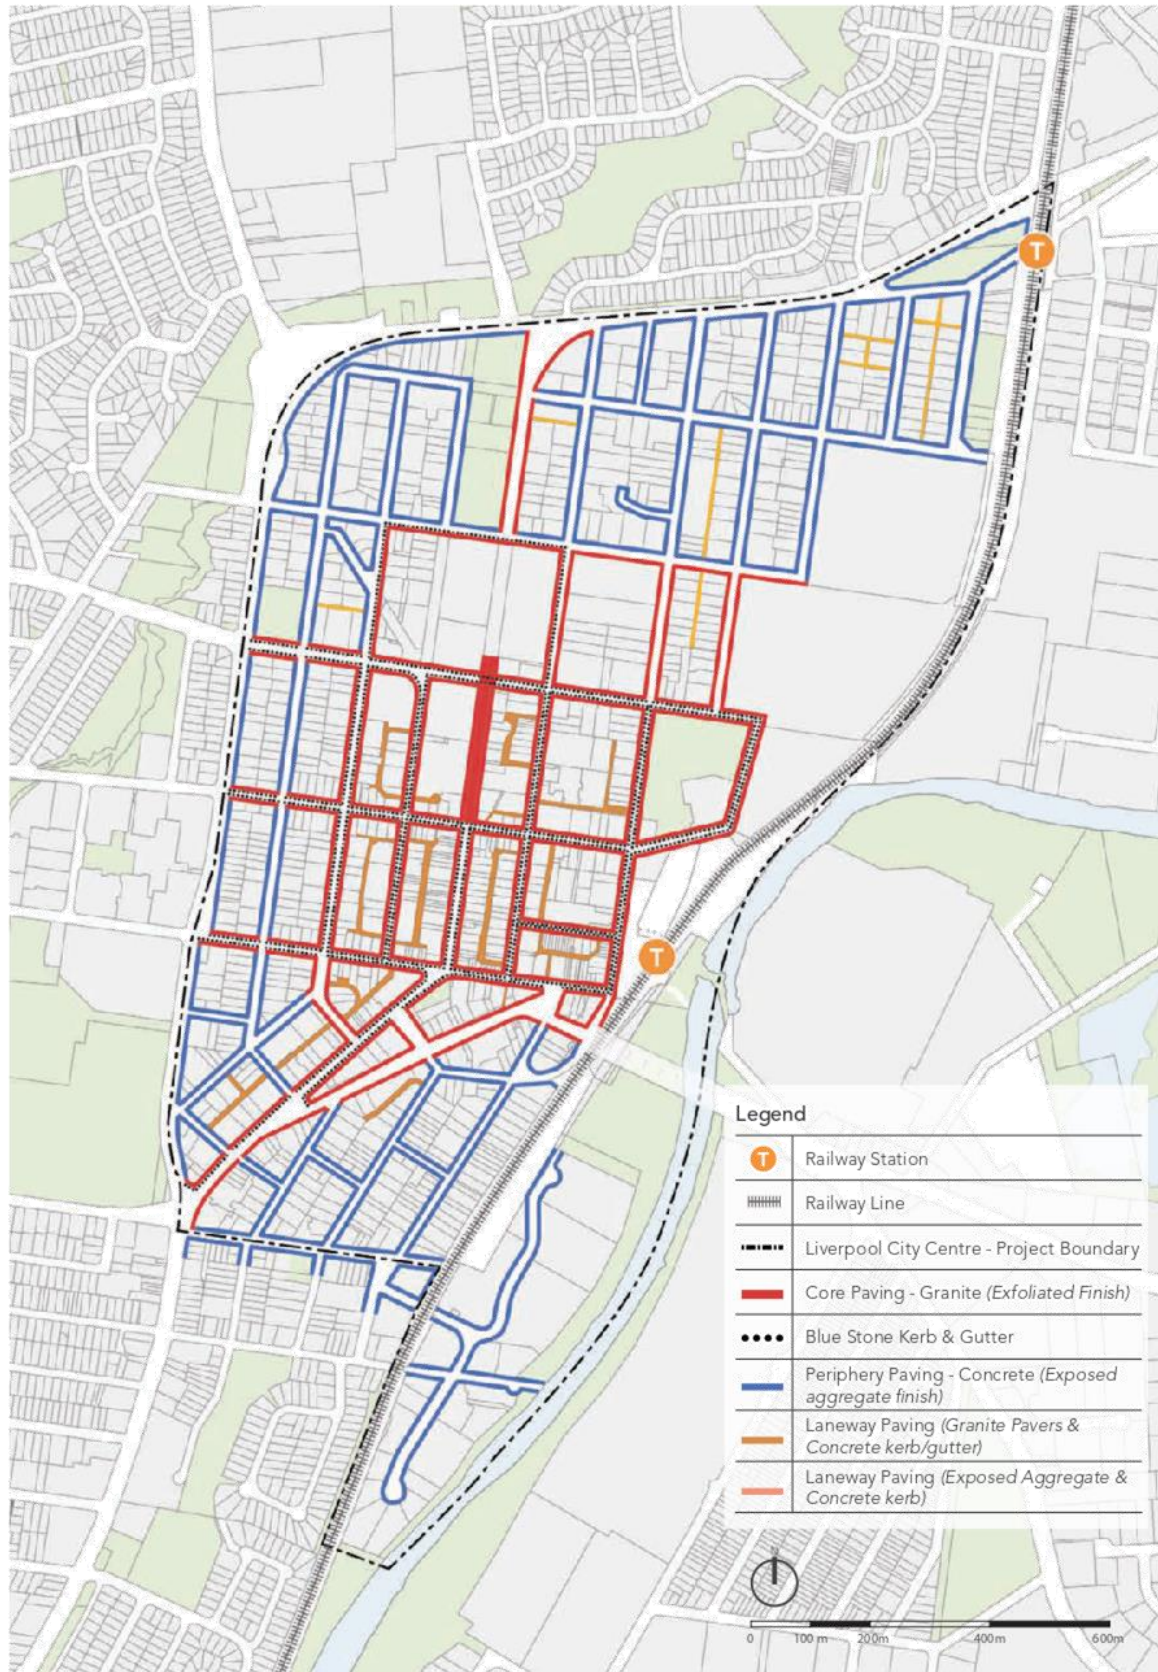 T
T
Legend
T Railway Station
Railway Line
Liverpool City Centre - Project Boundary
Core Paving - Granite (Exfoliated Finish)
Blue Stone Kerb & Gutter
Periphery Paving - Concrete (Exposed
aggregate finish)
Laneway Paving (Granite Pavers &
Concrete kerb/gutter)
Laneway Paving (Exposed Aggregate &
Concrete kerb)
0 100 m 200m 400m 600m